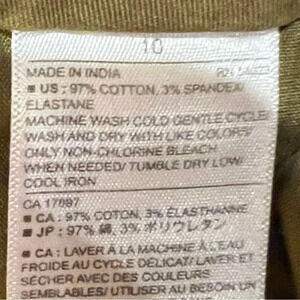 10
MADE IN INDIA RN 54023
■ US : 97% COTTON, 3% SPANDEX/
ELASTANE
MACHINE WASH COLD GENTLE CYCLE/
WASH AND DRY WITH LIKE COLORS/
ONLY NON-CHLORINE BLEACH
WHEN NEEDED/ TUMBLE DRY LOW/
COOL IRON
CA 17897
■ CA : 97% COTON, 3% ÉLASTHANNE
■ JP : 97% 綿, 3% ポリウレタン
■ CA : LAVER À LA MACHINE À L'EAU
FROIDE AU CYCLE DÉLICAT/ LAVER ET
SÉCHER AVEC DES COULEURS
SEMBLABLES/ UTILISER AU BESOIN UN